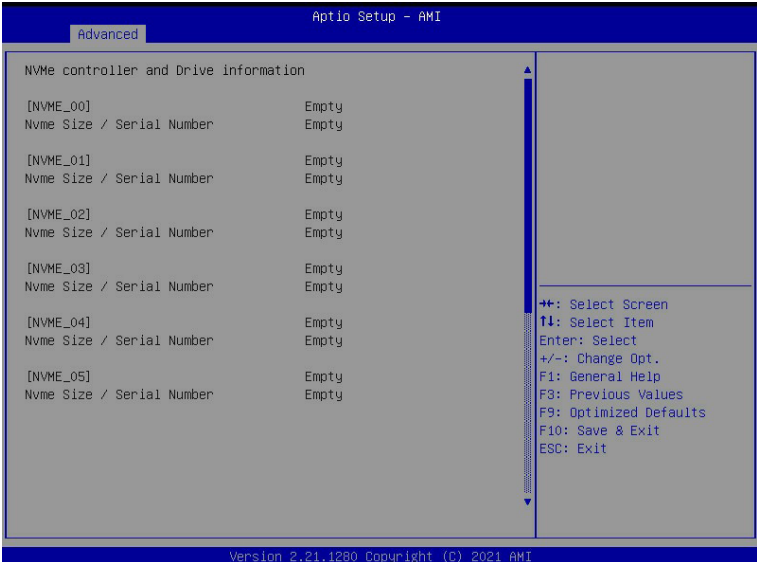 Aptio Setup – AMI
Advanced
NVMe controller and Drive information
[NVME_00] Empty
Nvme Size / Serial Number Empty
[NVME_01] Empty
Nvme Size / Serial Number Empty
[NVME_02] Empty
Nvme Size / Serial Number Empty
[NVME_03] Empty
Nvme Size / Serial Number Empty
[NVME_04] Empty
Nvme Size / Serial Number Empty
[NVME_05] Empty
Nvme Size / Serial Number Empty
→←: Select Screen
↑↓: Select Item
Enter: Select
+/-: Change Opt.
F1: General Help
F3: Previous Values
F9: Optimized Defaults
F10: Save & Exit
ESC: Exit
Version 2.21.1280 Copyright (C) 2021 AMI